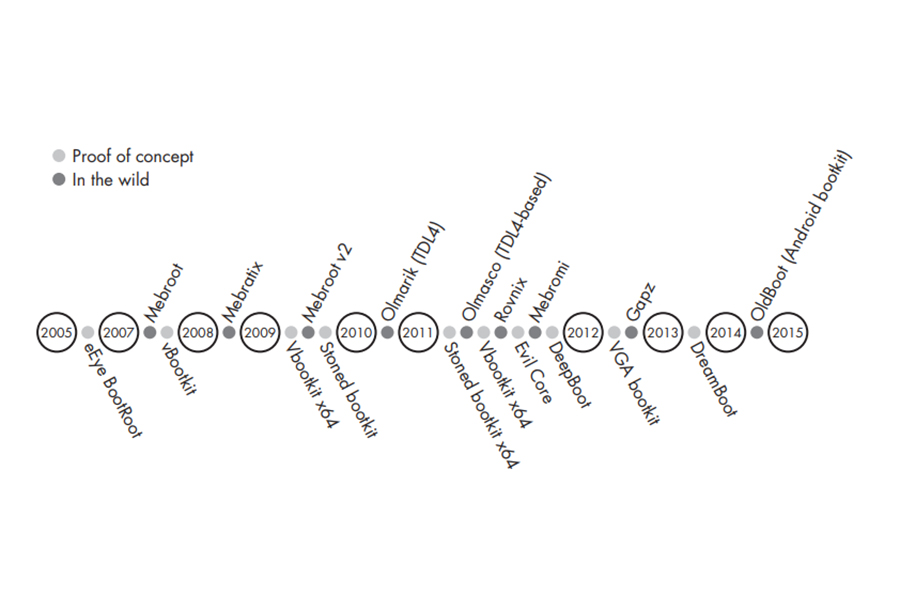 Proof of concept
In the wild
2005
eEye BootRoot
2007
Mebroot
vBootkit
2008
Mebratix
2009
Vbootkit x64
Mebroot v2
Stoned bootkit
2010
Olmarik (TDL4)
2011
Stoned bootkit x64
Olmasco (TDL4-based)
Vbootkit x64
Rovnix
Evil Core
Mebromi
DeepBoot
2012
VGA bootkit
Gapz
2013
DreamBoot
2014
OldBoot (Android bootkit)
2015